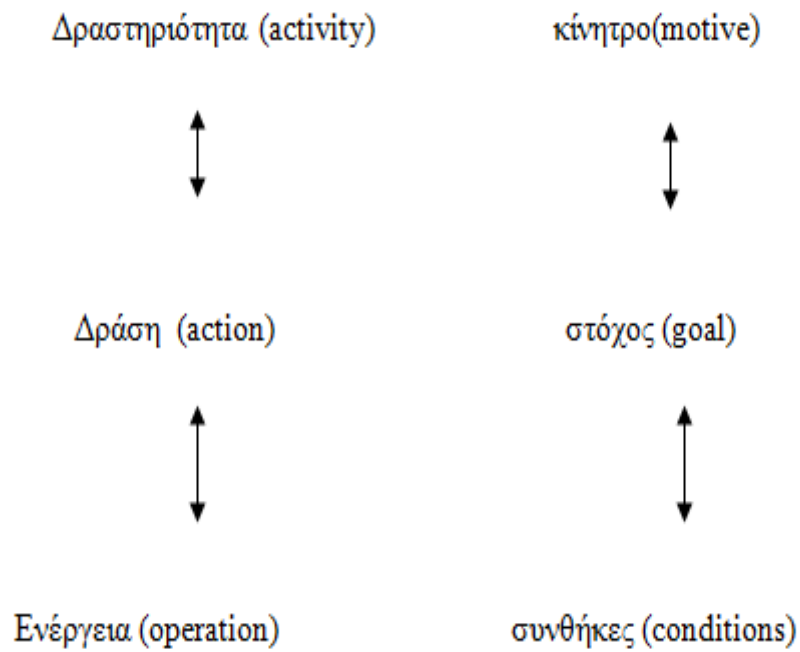 Δραστηριότητα (activity) κίνητρο(motive)
Δράση (action) στόχος (goal)
Ενέργεια (operation) συνθήκες (conditions)